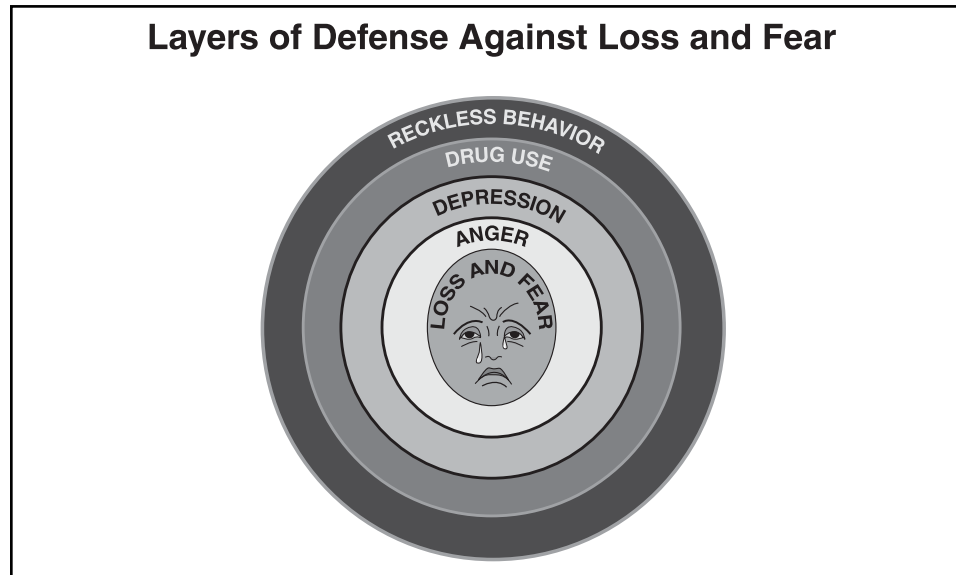 Layers of Defense Against Loss and Fear
RECKLESS BEHAVIOR
DRUG USE
DEPRESSION
ANGER
LOSS AND FEAR